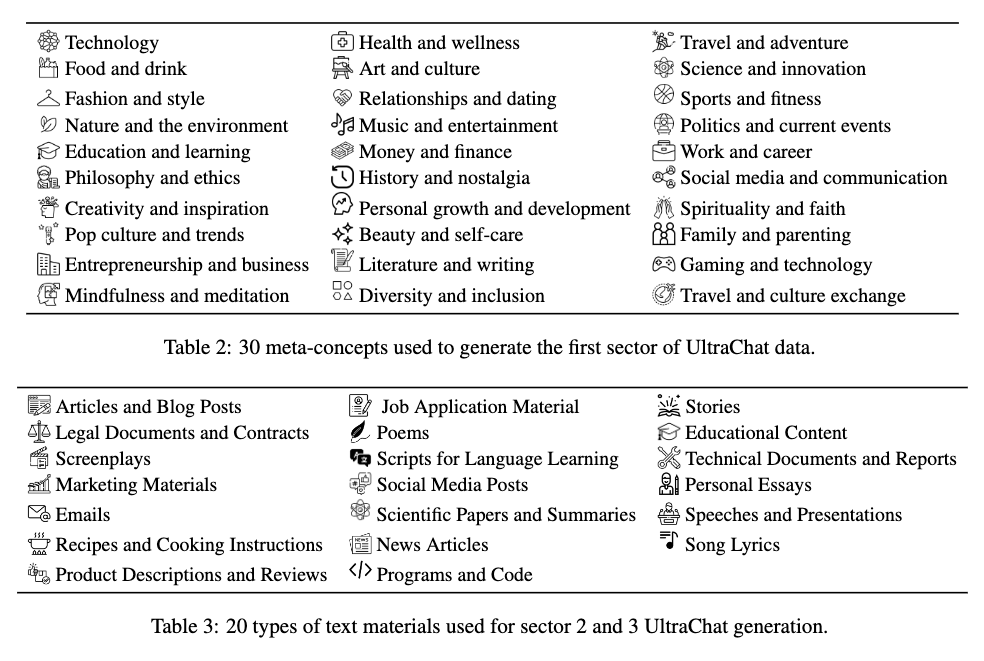 Technology Health and wellness Travel and adventure
Food and drink Art and culture Science and innovation
Fashion and style Relationships and dating Sports and fitness
Nature and the environment Music and entertainment Politics and current events
Education and learning Money and finance Work and career
Philosophy and ethics History and nostalgia Social media and communication
Creativity and inspiration Personal growth and development Spirituality and faith
Pop culture and trends Beauty and self-care Family and parenting
Entrepreneurship and business Literature and writing Gaming and technology
Mindfulness and meditation Diversity and inclusion Travel and culture exchange
Table 2: 30 meta-concepts used to generate the first sector of UltraChat data.
Articles and Blog Posts Job Application Material Stories
Legal Documents and Contracts Poems Educational Content
Screenplays Scripts for Language Learning Technical Documents and Reports
Marketing Materials Social Media Posts Personal Essays
Emails Scientific Papers and Summaries Speeches and Presentations
Recipes and Cooking Instructions News Articles Song Lyrics
Product Descriptions and Reviews Programs and Code
Table 3: 20 types of text materials used for sector 2 and 3 UltraChat generation.